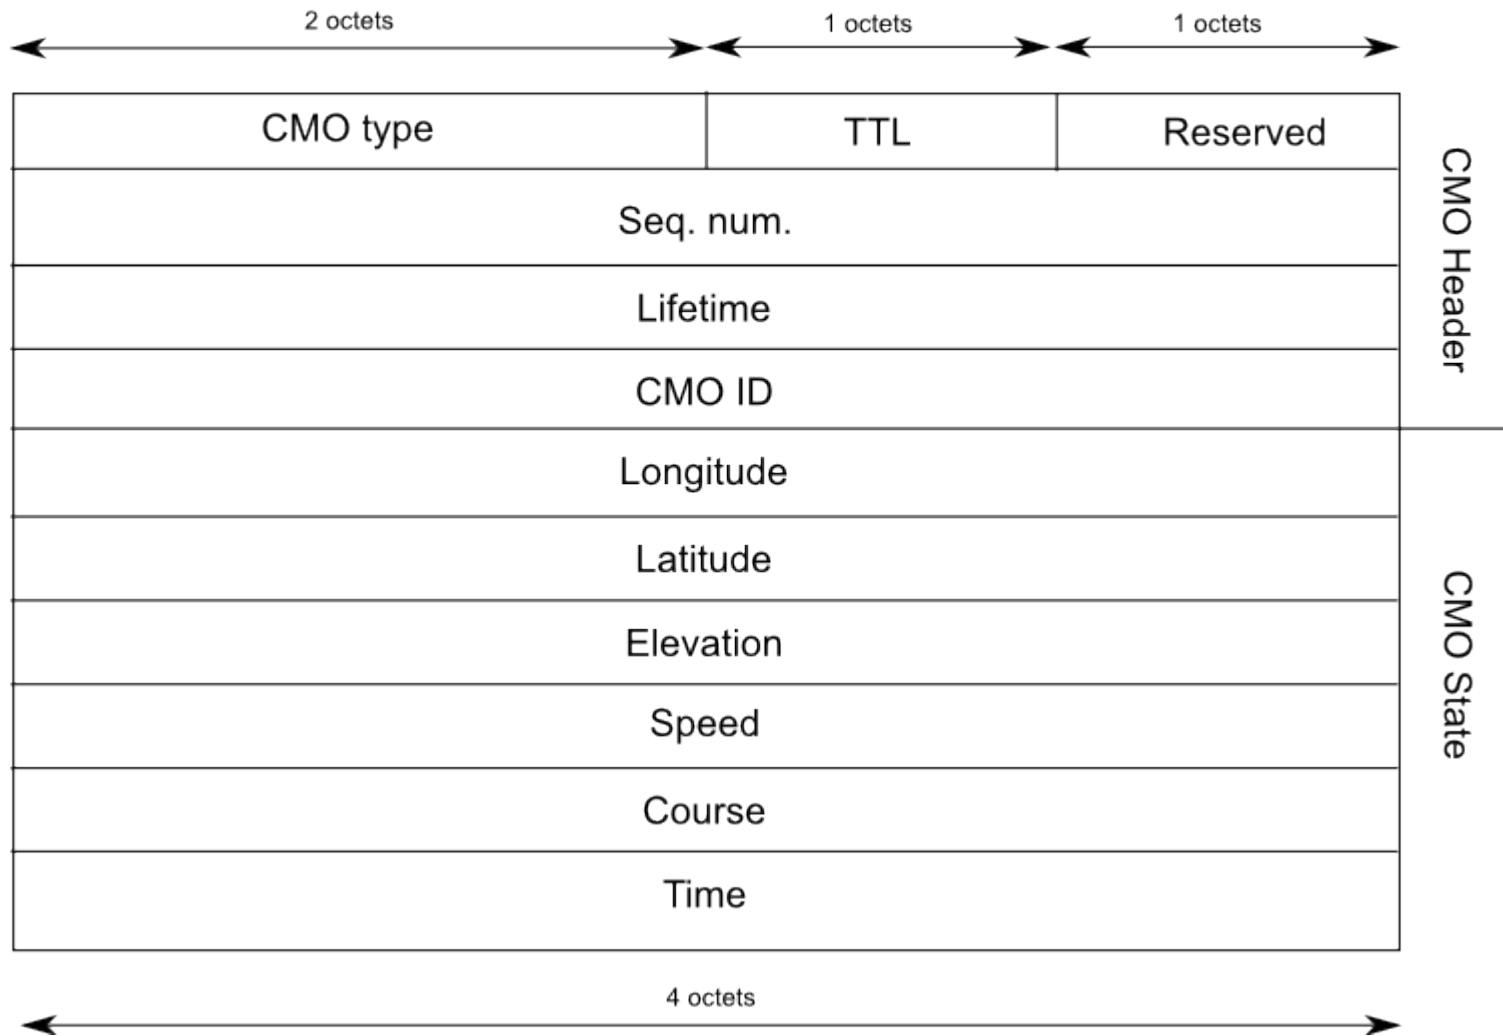 2 octets
1 octets
1 octets
CMO type
TTL
Reserved
Seq. num.
Lifetime
CMO ID
CMO Header
Longitude
Latitude
Elevation
Speed
Course
Time
CMO State
4 octets